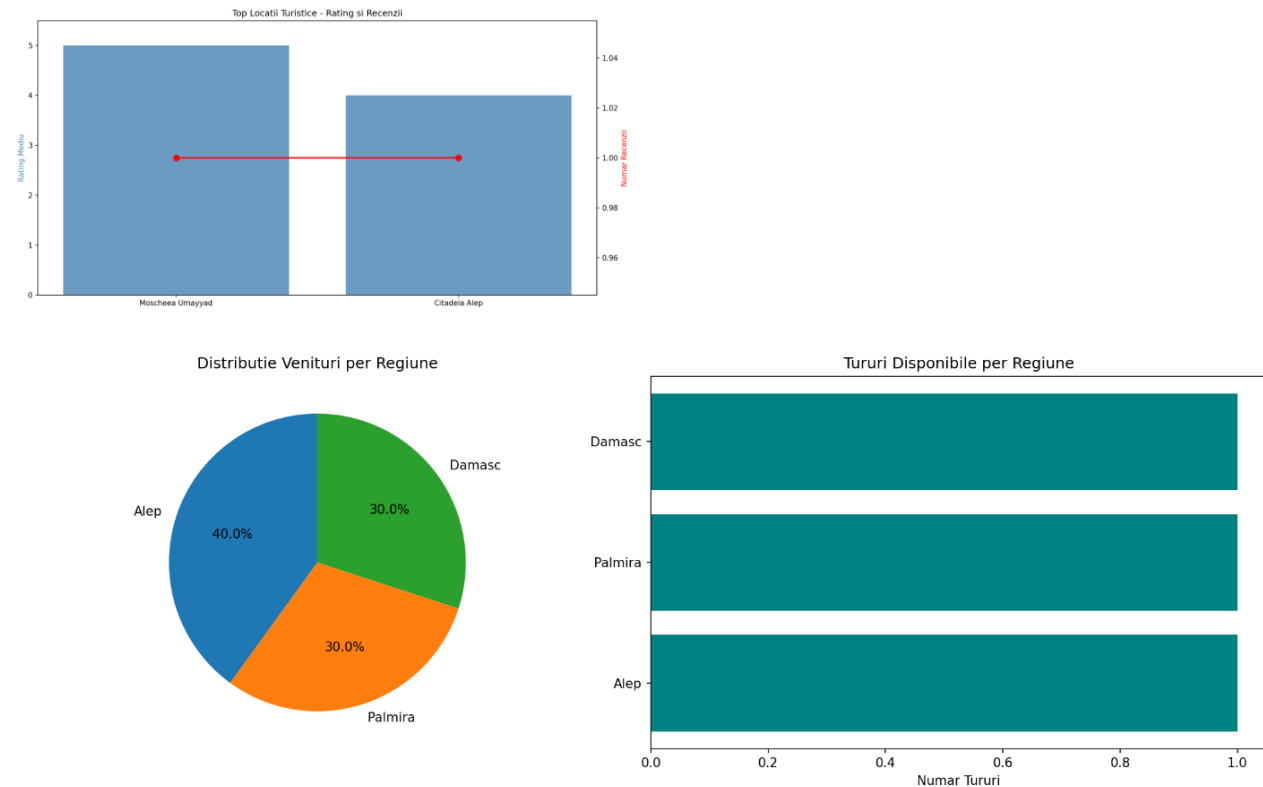 Top Locatii Turistice - Rating si Recenzii
5
4
3
2
1
0
Rating Mediu
1.04
1.02
1.00
0.98
0.96
Numar Recenzii
Moscheea Umayyad
Citadela Alep
Distributie Venituri per Regiune
Damasc
30.0%
Alep
40.0%
30.0%
Palmira
Tururi Disponibile per Regiune
Damasc
Palmira
Alep
0.0 0.2 0.4 0.6 0.8 1.0
Numar Tururi